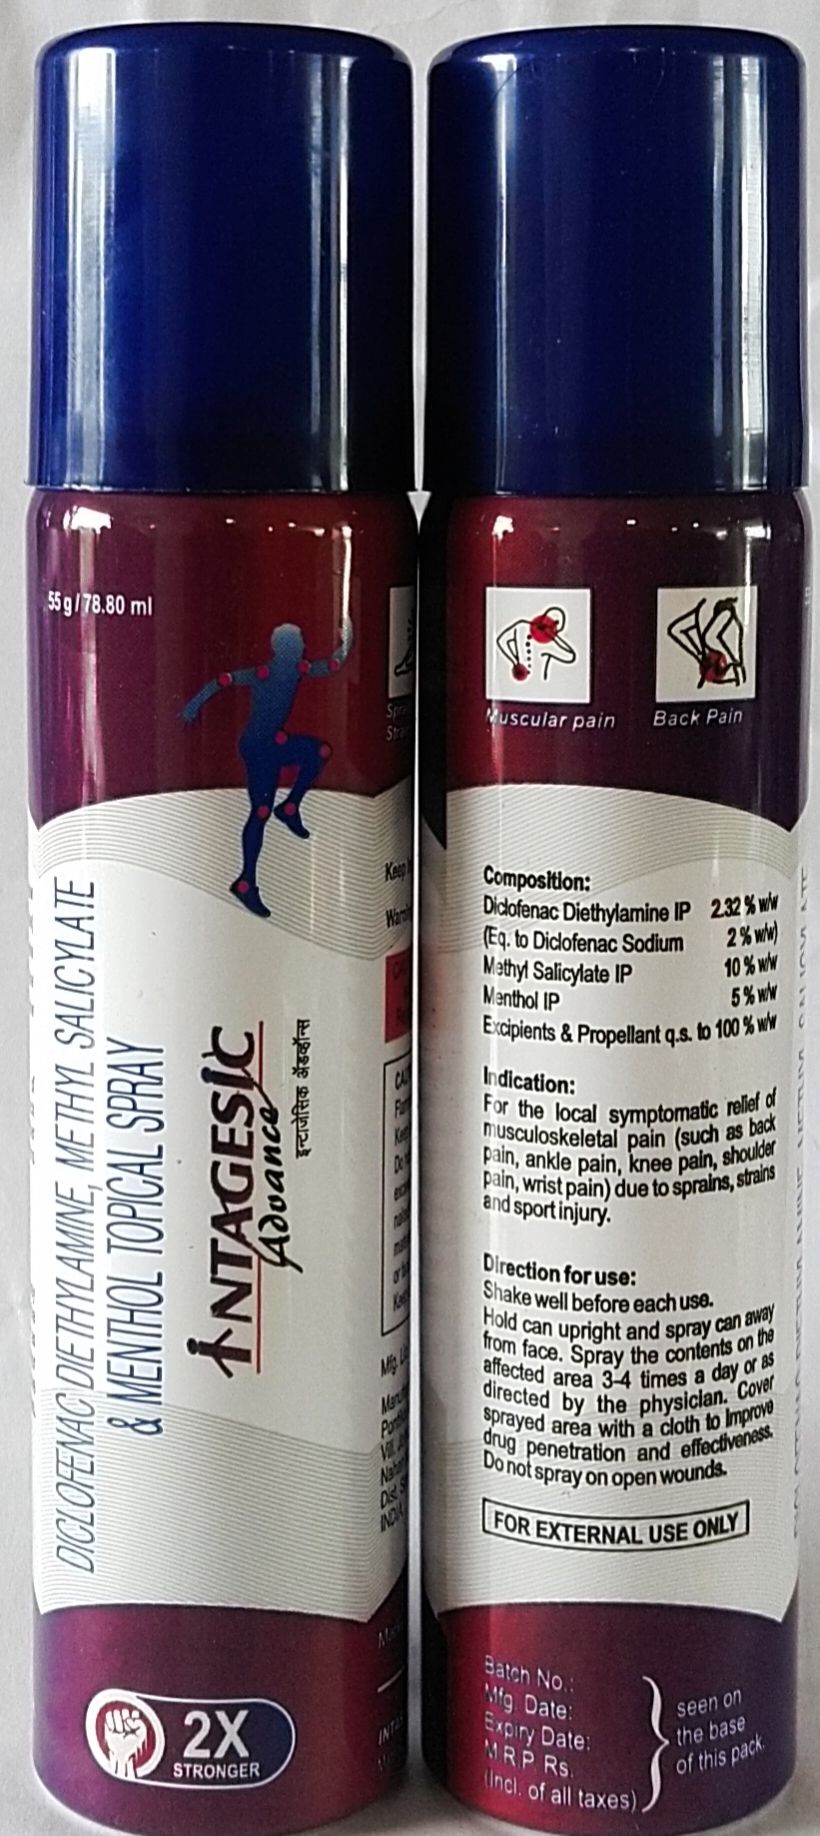 55 g / 78.80 ml
DICLOFENAC DIETHYLAMINE, METHYL SALICYLATE
& MENTHOL TOPICAL SPRAY
INTAGESIC
Advance
इन्टाजेसिक ॲडव्हॉन्स
2X
STRONGER
Muscular pain
Back Pain
Composition:
Diclofenac Diethylamine IP 2.32 % w/w
(Eq. to Diclofenac Sodium 2 % w/w)
Methyl Salicylate IP 10 % w/w
Menthol IP 5 % w/w
Excipients & Propellant q.s. to 100 % w/w
Indication:
For the local symptomatic relief of
musculoskeletal pain (such as back
pain, ankle pain, knee pain, shoulder
pain, wrist pain) due to sprains, strains
and sport injury.
Direction for use:
Shake well before each use.
Hold can upright and spray can away
from face. Spray the contents on the
affected area 3-4 times a day or as
directed by the physician. Cover
sprayed area with a cloth to Improve
drug penetration and effectiveness.
Do not spray on open wounds.
FOR EXTERNAL USE ONLY
Batch No.:
Mfg. Date:
Expiry Date:
M.R.P. Rs.
(Incl. of all taxes)
seen on
the base
of this pack.